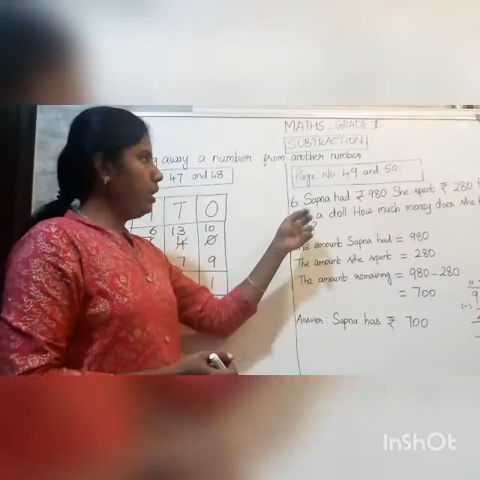 MATHS - GRADE I
SUBTRACTION
away a number from another number
47 and 48
Page No 49 and 50
T O
6 13 10
4 0
7 9
1
6 Sapna had ₹ 980 She spent ₹ 280
a doll How much money does she
amount Sapna had = 980
The amount she spent = 280
The amount remaining = 980-280
= 700
Answer: Sapna has ₹ 700
H
9
(-)
InShOt